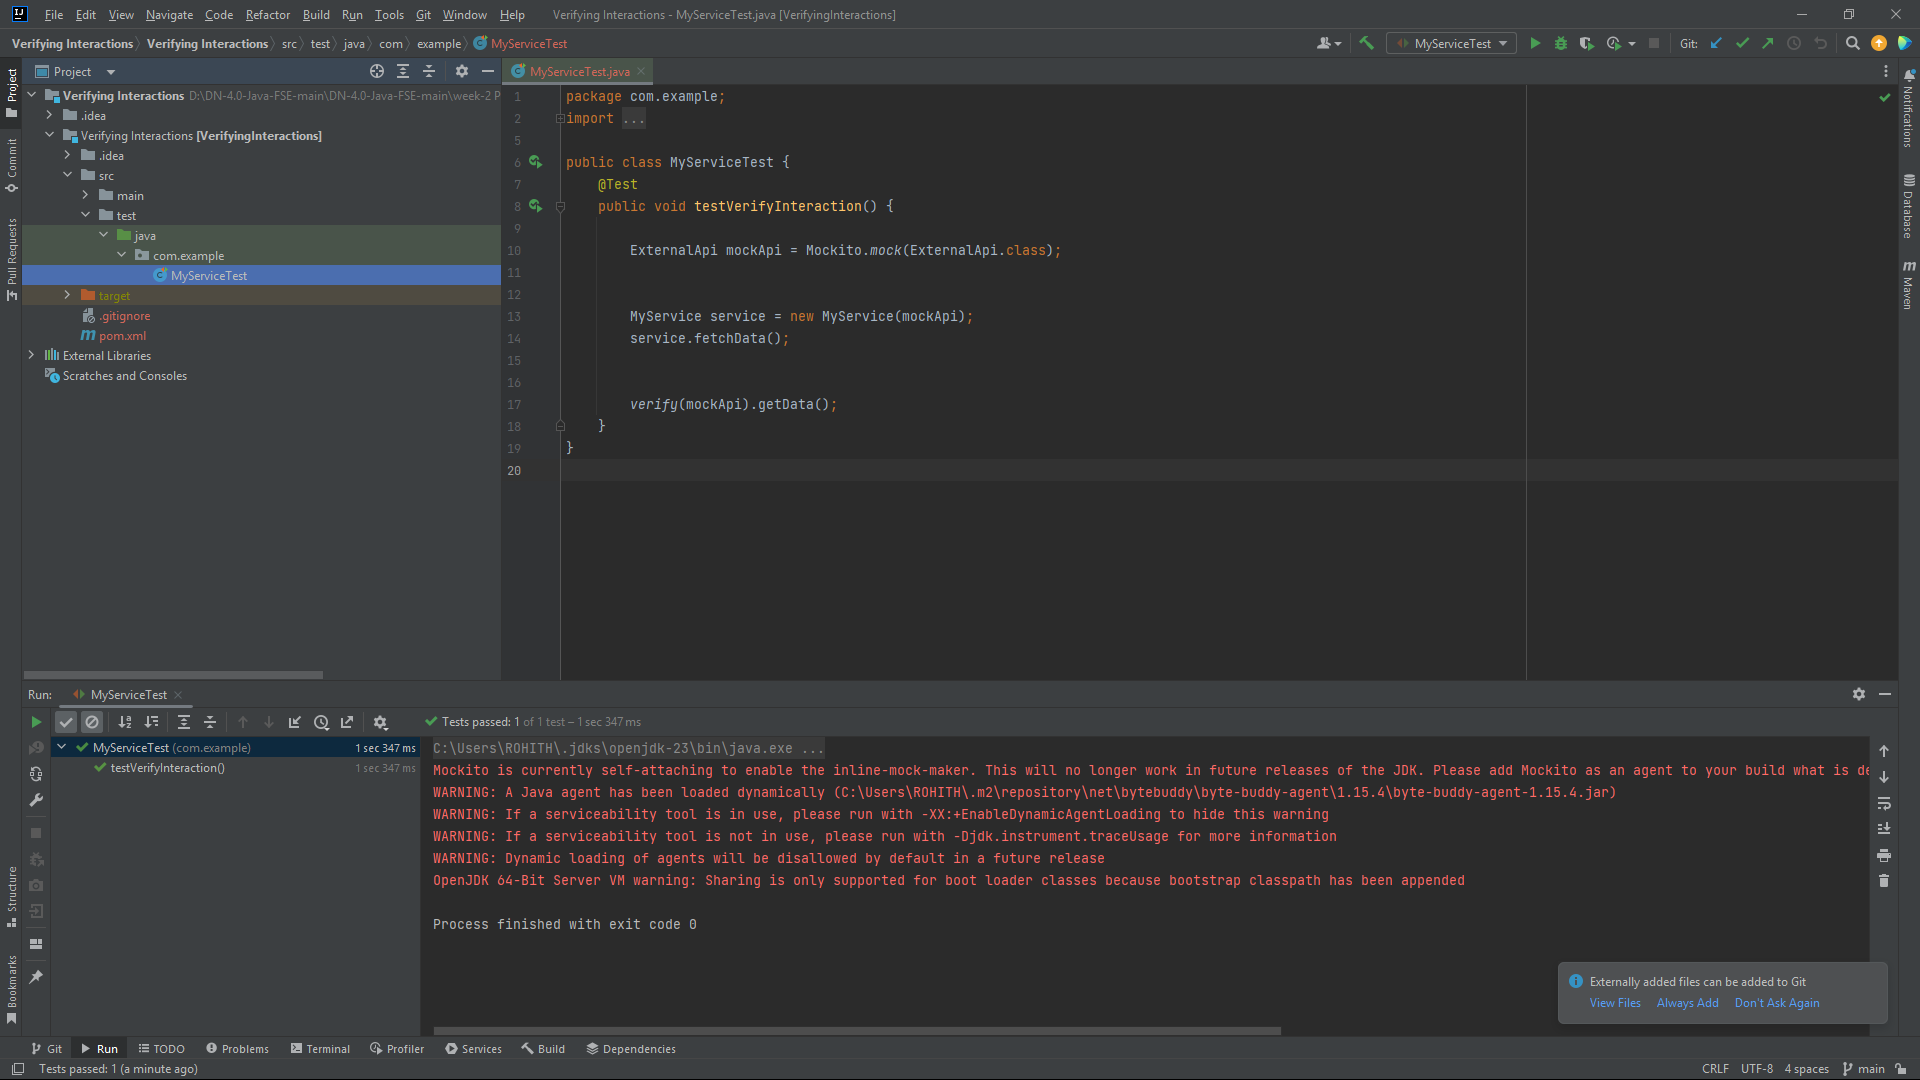 File Edit View Navigate Code Refactor Build Run Tools Git Window Help Verifying Interactions - MyServiceTest.java [VerifyingInteractions]
Verifying Interactions Verifying Interactions src test java com example MyServiceTest
MyServiceTest
Git:
Project
Commit
Pull Requests
Structure
Bookmarks
Project
Verifying Interactions D:\DN-4.0-Java-FSE-main\DN-4.0-Java-FSE-main\week-2 P
.idea
Verifying Interactions [VerifyingInteractions]
.idea
src
main
test
java
com.example
MyServiceTest
target
.gitignore
pom.xml
External Libraries
Scratches and Consoles
MyServiceTest.java
1 package com.example;
2 import ...
5
6 public class MyServiceTest {
7 @Test
8 public void testVerifyInteraction() {
9
10 ExternalApi mockApi = Mockito.mock(ExternalApi.class);
11
12
13 MyService service = new MyService(mockApi);
14 service.fetchData();
15
16
17 verify(mockApi).getData();
18 }
19 }
20
Notifications
Database
Maven
Run: MyServiceTest
Tests passed: 1 of 1 test – 1 sec 347 ms
MyServiceTest (com.example) 1 sec 347 ms
testVerifyInteraction() 1 sec 347 ms
C:\Users\ROHITH\.jdks\openjdk-23\bin\java.exe ...
Mockito is currently self-attaching to enable the inline-mock-maker. This will no longer work in future releases of the JDK. Please add Mockito as an agent to your build what is de
WARNING: A Java agent has been loaded dynamically (C:\Users\ROHITH\.m2\repository\net\bytebuddy\byte-buddy-agent\1.15.4\byte-buddy-agent-1.15.4.jar)
WARNING: If a serviceability tool is in use, please run with -XX:+EnableDynamicAgentLoading to hide this warning
WARNING: If a serviceability tool is not in use, please run with -Djdk.instrument.traceUsage for more information
WARNING: Dynamic loading of agents will be disallowed by default in a future release
OpenJDK 64-Bit Server VM warning: Sharing is only supported for boot loader classes because bootstrap classpath has been appended
Process finished with exit code 0
Externally added files can be added to Git
View Files Always Add Don't Ask Again
Git Run TODO Problems Terminal Profiler Services Build Dependencies
Tests passed: 1 (a minute ago)
CRLF UTF-8 4 spaces main